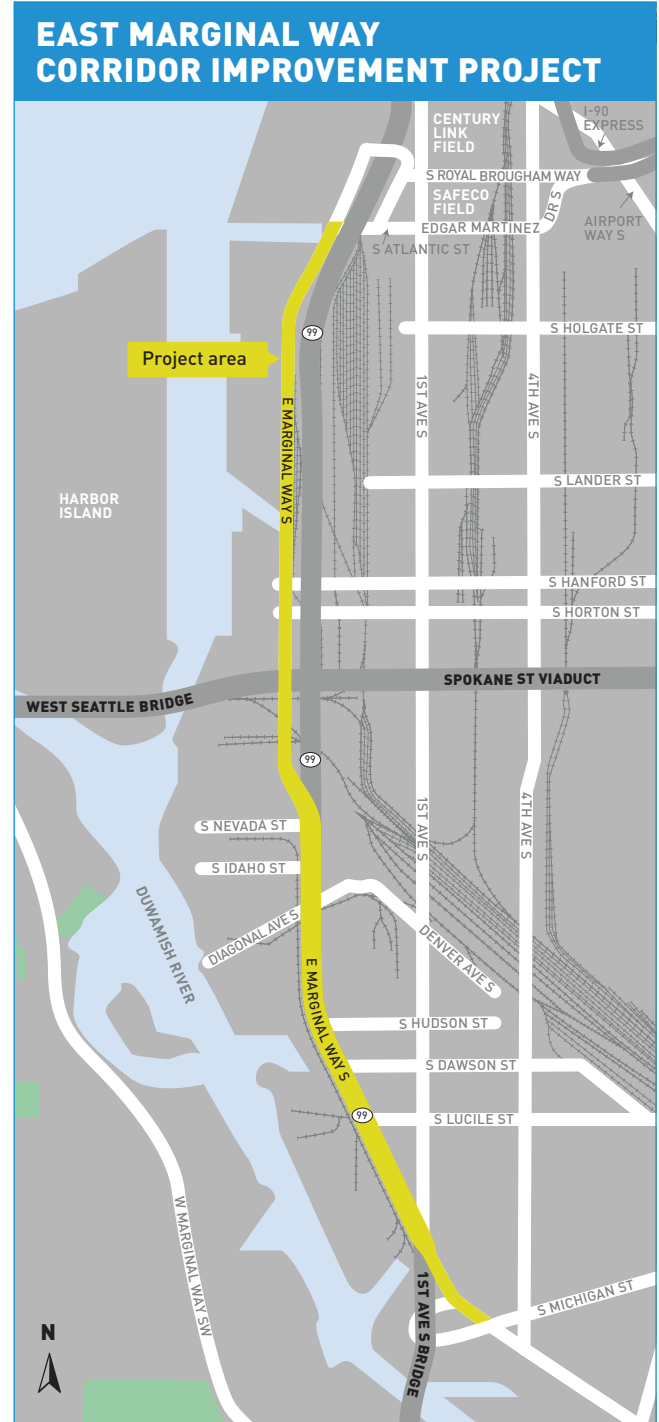 EAST MARGINAL WAY
CORRIDOR IMPROVEMENT PROJECT
I-90
EXPRESS
CENTURY
LINK
FIELD
S ROYAL BROUGHAM WAY
SAFECO
FIELD
EDGAR MARTINEZ DR S
AIRPORT
WAY S
S ATLANTIC ST
99
S HOLGATE ST
Project area
E MARGINAL WAY S
1ST AVE S
4TH AVE S
S LANDER ST
HARBOR
ISLAND
S HANFORD ST
S HORTON ST
SPOKANE ST VIADUCT
WEST SEATTLE BRIDGE
99
S NEVADA ST
1ST AVE S
4TH AVE S
S IDAHO ST
DUWAMISH RIVER
DIAGONAL AVE S
DENVER AVE S
E MARGINAL WAY S
S HUDSON ST
S DAWSON ST
99
S LUCILE ST
W MARGINAL WAY SW
1ST AVE S BRIDGE
S MICHIGAN ST
N